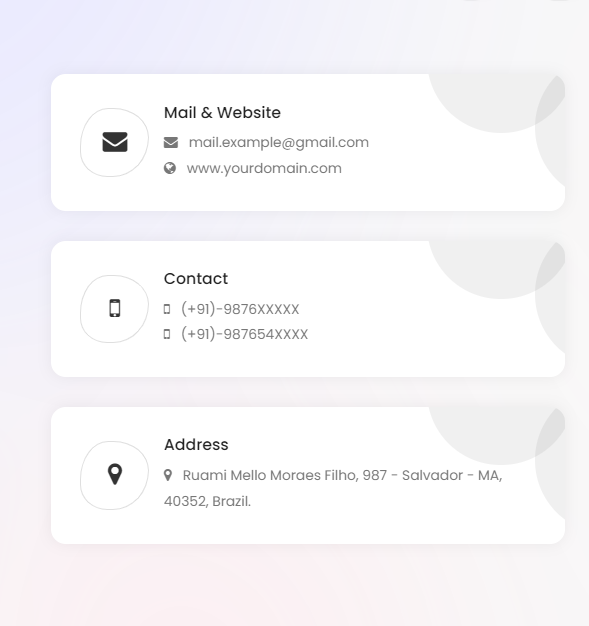 Mail & Website
mail.example@gmail.com
www.yourdomain.com
Contact
(+91)-9876XXXXX
(+91)-987654XXXX
Address
Ruami Mello Moraes Filho, 987 - Salvador - MA,
40352, Brazil.